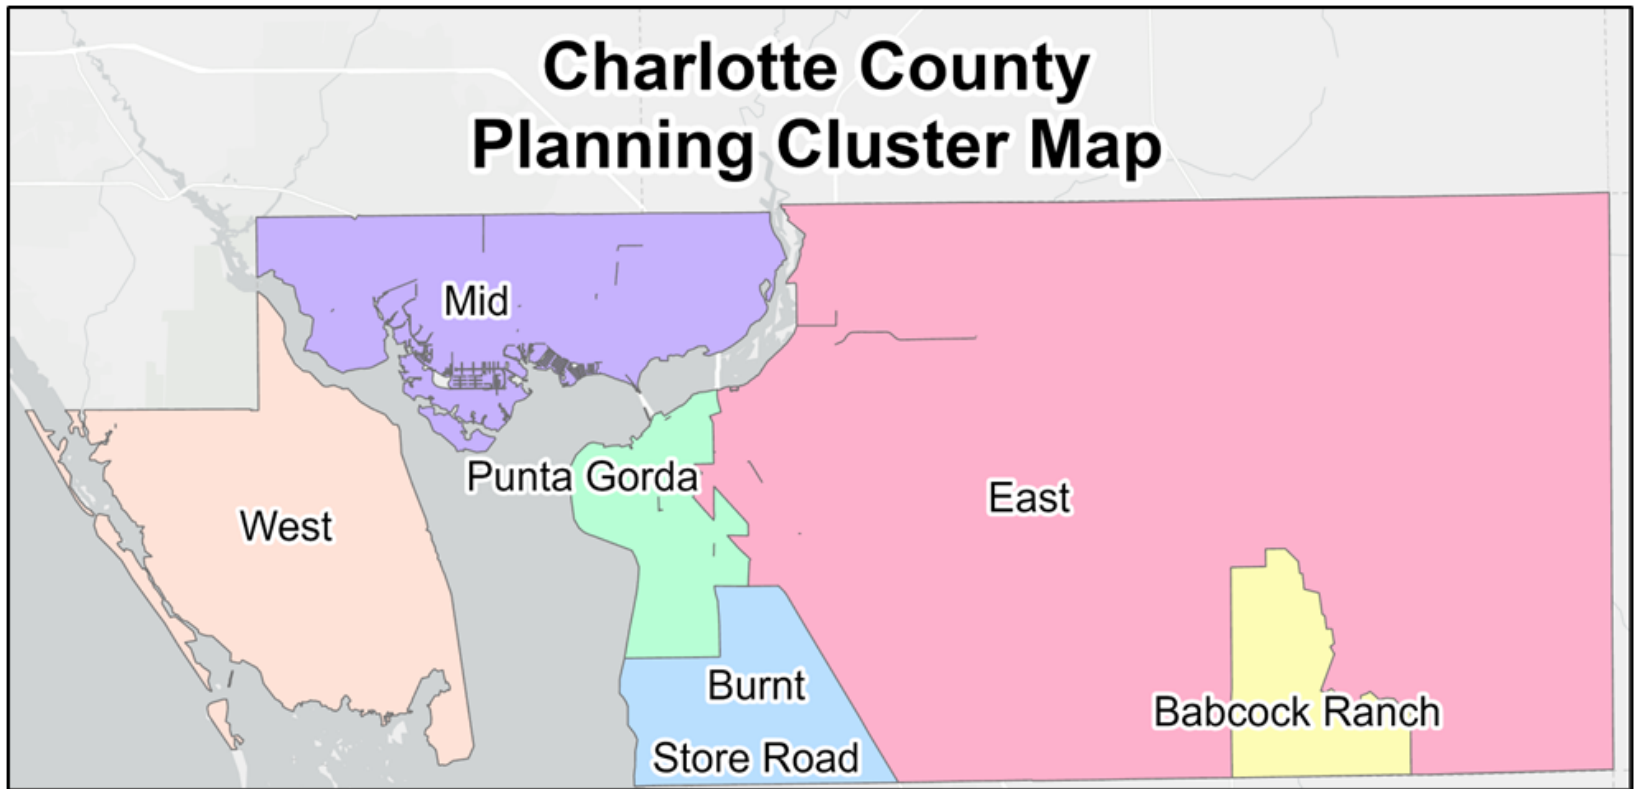 Charlotte County
Planning Cluster Map
Mid
Punta Gorda
West
East
Burnt
Store Road
Babcock Ranch